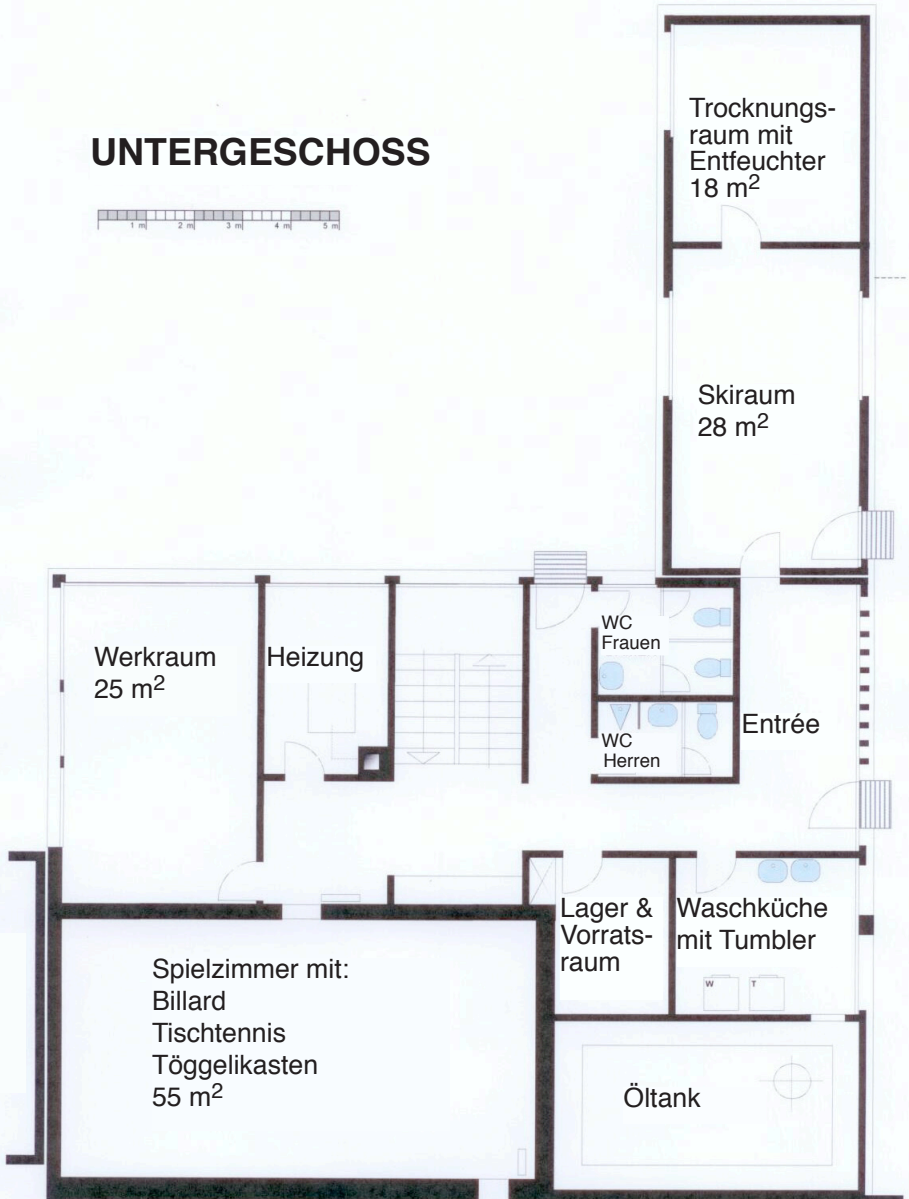 UNTERGESCHOSS
1 m 2 m 3 m 4 m 5 m
Trocknungs-
raum mit
Entfeuchter
18 m²
Skiraum
28 m²
Werkraum
25 m²
Heizung
WC
Frauen
WC
Herren
Entrée
Lager &
Vorrats-
raum
Waschküche
mit Tumbler
W T
Spielzimmer mit:
Billard
Tischtennis
Töggelikasten
55 m²
Öltank